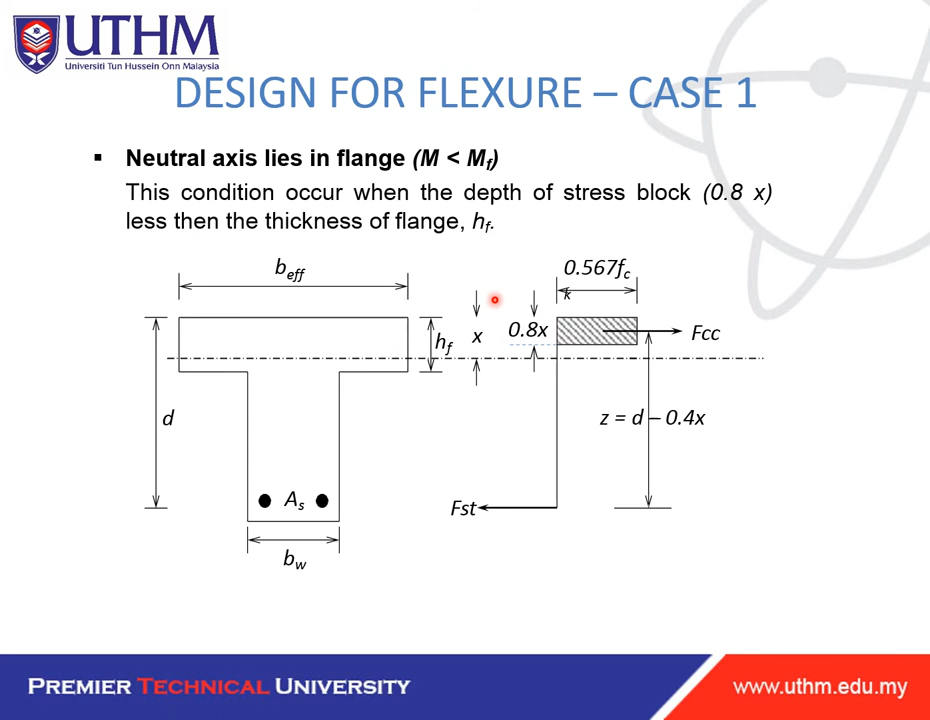 UTHM
Universiti Tun Hussein Onn Malaysia
DESIGN FOR FLEXURE – CASE 1
▪ Neutral axis lies in flange (M < Mf)
This condition occur when the depth of stress block (0.8 x)
less then the thickness of flange, hf.
beff
0.567fc
k
hf
x
0.8x
Fcc
d
z = d – 0.4x
As
Fst
bw
PREMIER TECHNICAL UNIVERSITY
www.uthm.edu.my